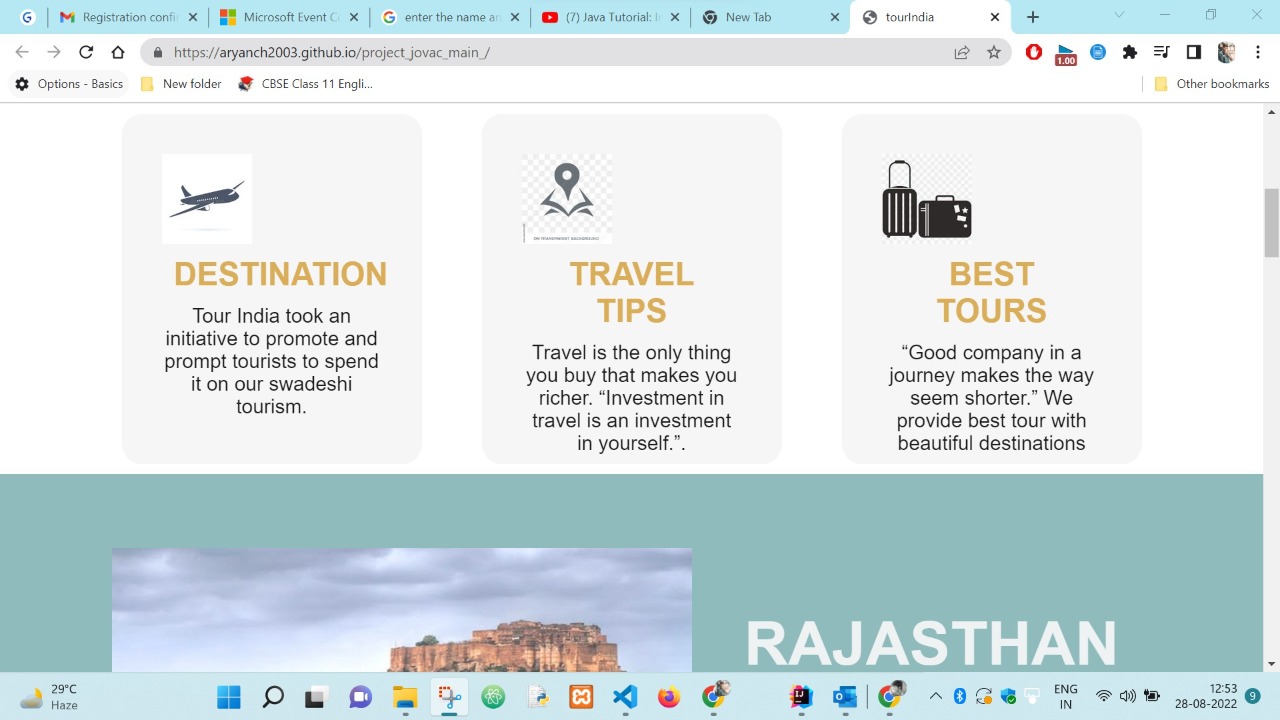 Registration confi
Microsoft Event C
enter the name an
(7) Java Tutorial: I
New Tab
tourIndia
https://aryanch2003.github.io/project_jovac_main_/
1.00
Options - Basics
New folder
CBSE Class 11 Engli...
Other bookmarks
DESTINATION
Tour India took an
initiative to promote and
prompt tourists to spend
it on our swadeshi
tourism.
TRAVEL
TIPS
Travel is the only thing
you buy that makes you
richer. “Investment in
travel is an investment
in yourself.”.
BEST
TOURS
“Good company in a
journey makes the way
seem shorter.” We
provide best tour with
beautiful destinations
RAJASTHAN
29°C
Haze
ENG
IN
12:53
28-08-2022
9